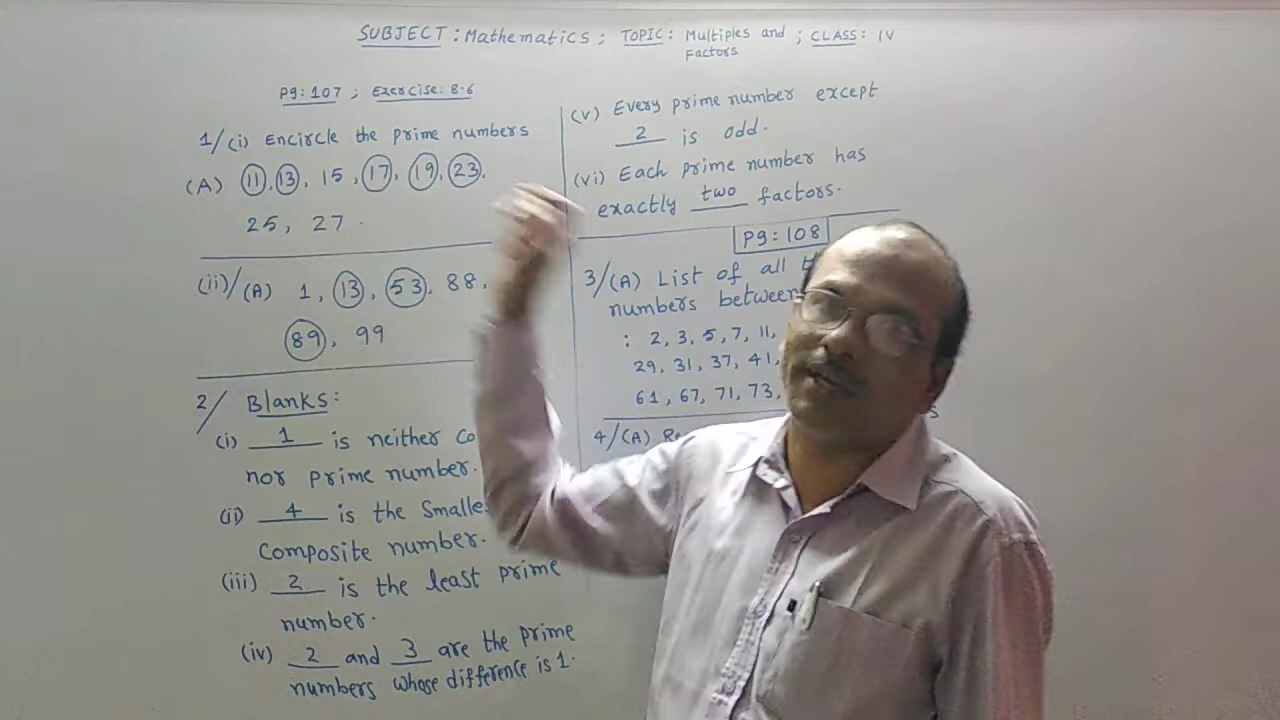 SUBJECT : Mathematics ; TOPIC : Multiples and ; CLASS : IV
Factors
Pg: 107 ; Exercise: 8.6
1/(i) Encircle the prime numbers
(A) 11, 13, 15, 17, 19, 23,
25, 27.
(ii)/(A) 1, 13, 53, 88,
89, 99
2/ Blanks:
(i) 1 is neither co
nor prime number.
(ii) 4 is the Smalles
composite number.
(iii) 2 is the least prime
number.
(iv) 2 and 3 are the prime
numbers whose difference is 1.
(v) Every prime number except
2 is odd.
(vi) Each prime number has
exactly two factors.
Pg: 108
3/(A) List of all
numbers between
: 2, 3, 5, 7, 11,
29, 31, 37, 41,
61, 67, 71, 73,
4/(A)